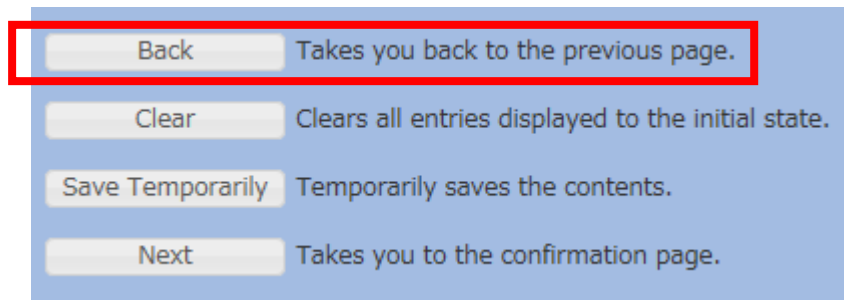 Back Takes you back to the previous page.
Clear Clears all entries displayed to the initial state.
Save Temporarily Temporarily saves the contents.
Next Takes you to the confirmation page.